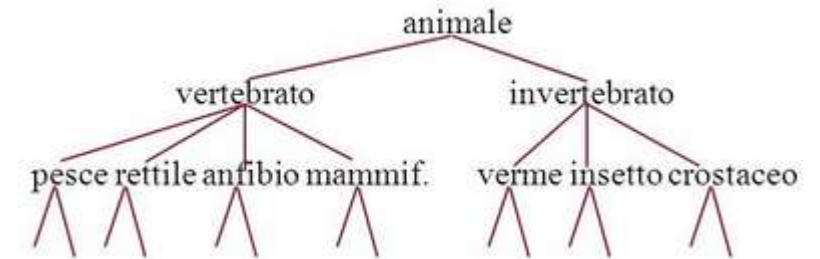 animale
vertebrato invertebrato
pesce rettile anfibio mammif. verme insetto crostaceo